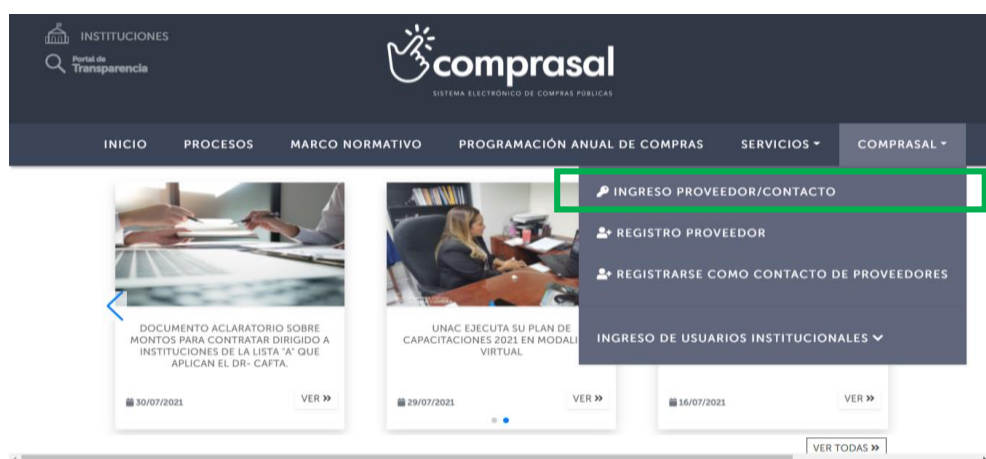 INSTITUCIONES
Portal de
Transparencia
comprasal
SISTEMA ELECTRÓNICO DE COMPRAS PÚBLICAS
INICIO PROCESOS MARCO NORMATIVO PROGRAMACIÓN ANUAL DE COMPRAS SERVICIOS COMPRASAL
INGRESO PROVEEDOR/CONTACTO
REGISTRO PROVEEDOR
REGISTRARSE COMO CONTACTO DE PROVEEDORES
INGRESO DE USUARIOS INSTITUCIONALES
DOCUMENTO ACLARATORIO SOBRE
MONTOS PARA CONTRATAR DIRIGIDO A
INSTITUCIONES DE LA LISTA "A" QUE
APLICAN EL DR- CAFTA.
30/07/2021 VER »
UNAC EJECUTA SU PLAN DE
CAPACITACIONES 2021 EN MODALI
VIRTUAL
29/07/2021 VER »
16/07/2021 VER »
VER TODAS »